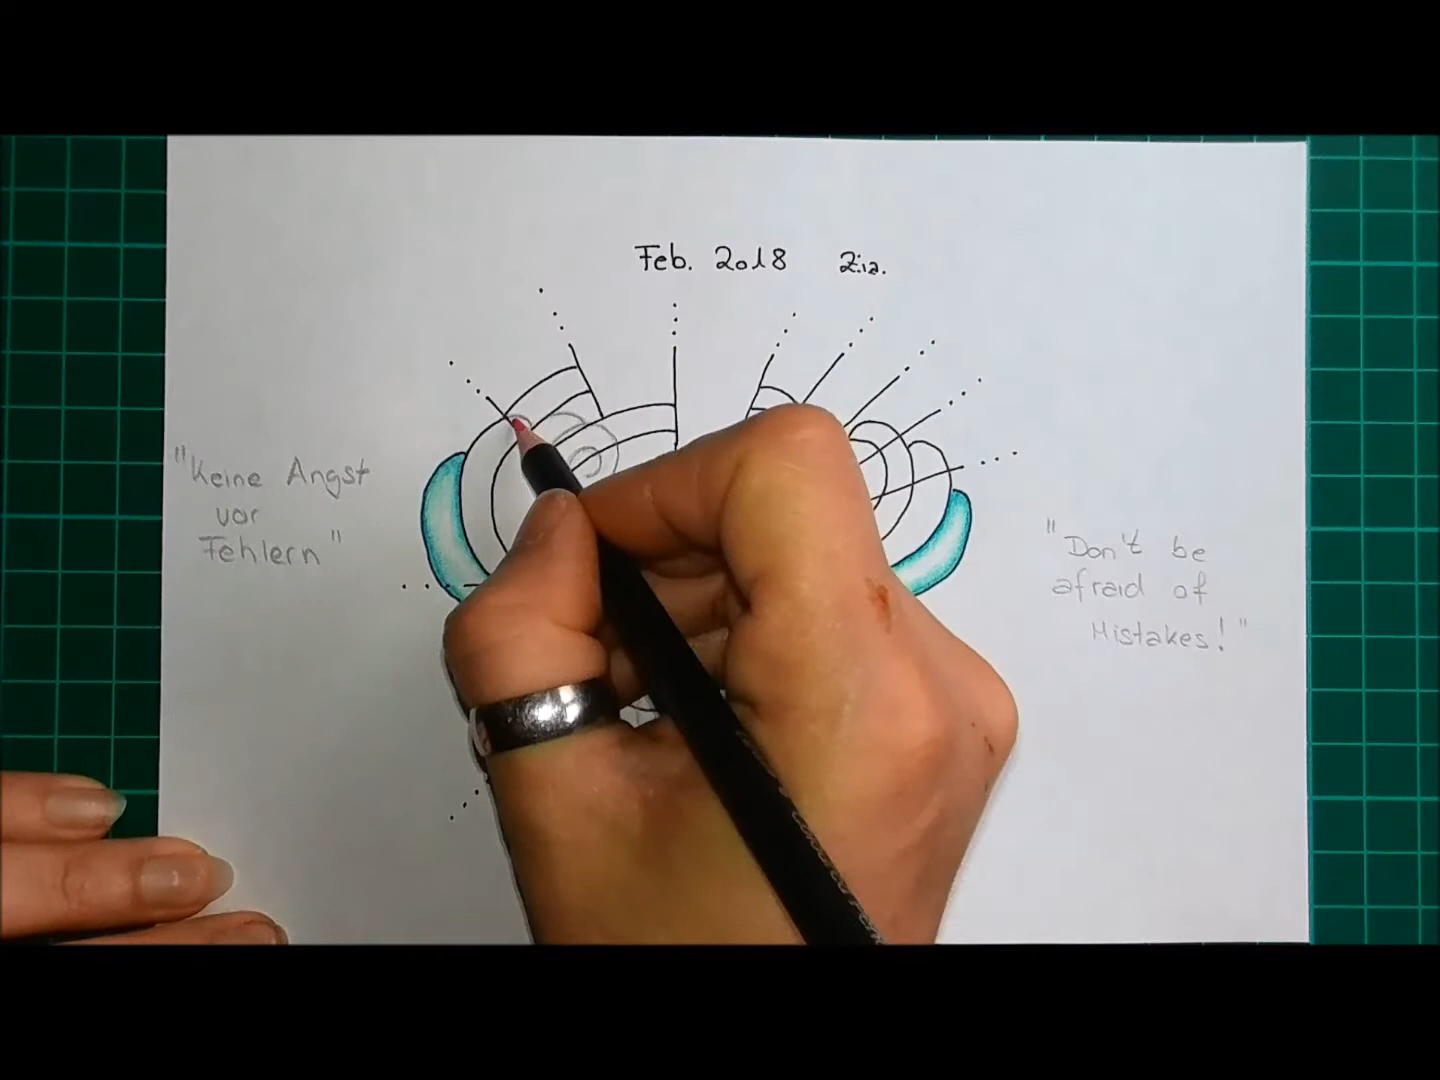 Feb. 2018 Zia.
"Keine Angst
vor
Fehlern"
"Don't be
afraid of
Mistakes!"